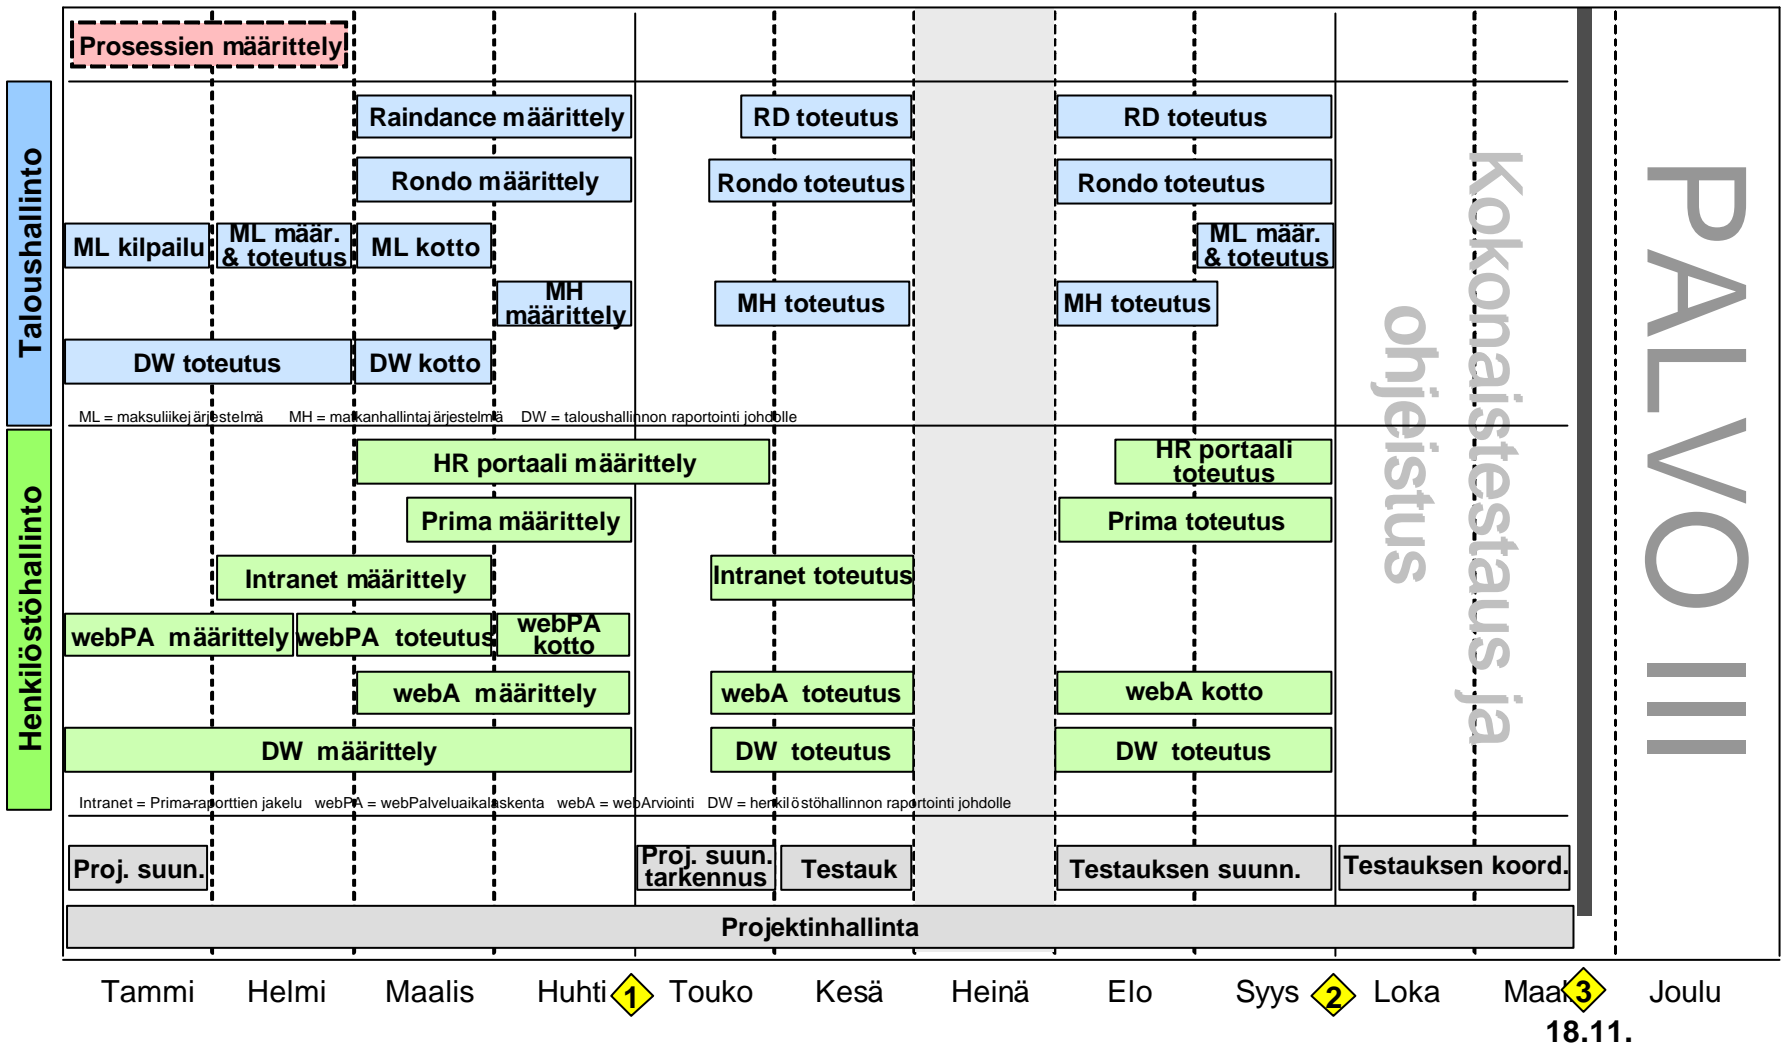 Prosessien määrittely
Taloushallinto
Raindance määrittely
RD toteutus
RD toteutus
Rondo määrittely
Rondo toteutus
Rondo toteutus
ML kilpailu
ML määr.
& toteutus
ML kotto
ML määr.
& toteutus
MH
määrittely
MH toteutus
MH toteutus
DW toteutus
DW kotto
ML = maksuliikejärjestelmä MH = matkanhallintajärjestelmä DW = taloushallinnon raportointi johdolle
Henkilöstöhallinto
HR portaali määrittely
HR portaali
toteutus
Prima määrittely
Prima toteutus
Intranet määrittely
Intranet toteutus
webPA määrittely
webPA toteutus
webPA
kotto
webA määrittely
webA toteutus
webA kotto
DW määrittely
DW toteutus
DW toteutus
Intranet = Prima-raporttien jakelu webPA = webPalveluaikalaskenta webA = webArviointi DW = henkilöstöhallinnon raportointi johdolle
Kokonaistestaus ja
ohjeistus
PALVO III
Proj. suun.
Proj. suun.
tarkennus
Testauk
Testauksen suunn.
Testauksen koord.
Projektinhallinta
Tammi Helmi Maalis Huhti 1 Touko Kesä Heinä Elo Syys 2 Loka Maal 3 Joulu
18.11.